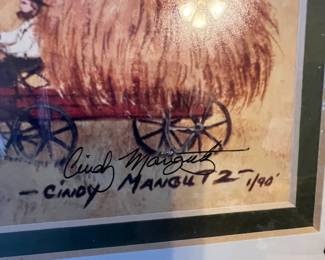 Cindy Mangutz
- CINDY MANGUTZ - 1/90'